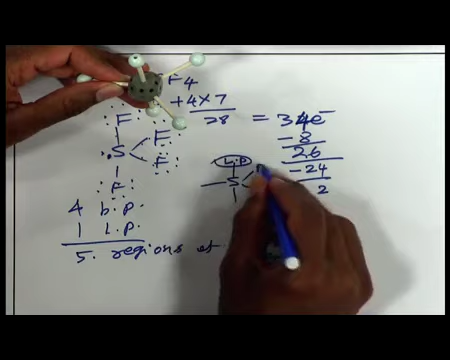 F4
+4×7
28
= 34e⁻
- 8
26
- 24
2
F
F
S
F
F
L.P
S
4 b.p.
1 L.P.
5. regions of